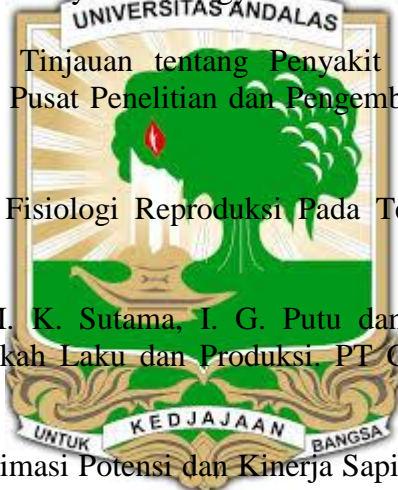 UNIVERSITAS ANDALAS
Tinjauan tentang Penyakit
Pusat Penelitian dan Pengemb
Fisiologi Reproduksi Pada Te
I. K. Sutama, I. G. Putu dan
kah Laku dan Produksi. PT
imasi Potensi dan Kinerja Sapi
UNTUK KEDJAJAAN BANGSA